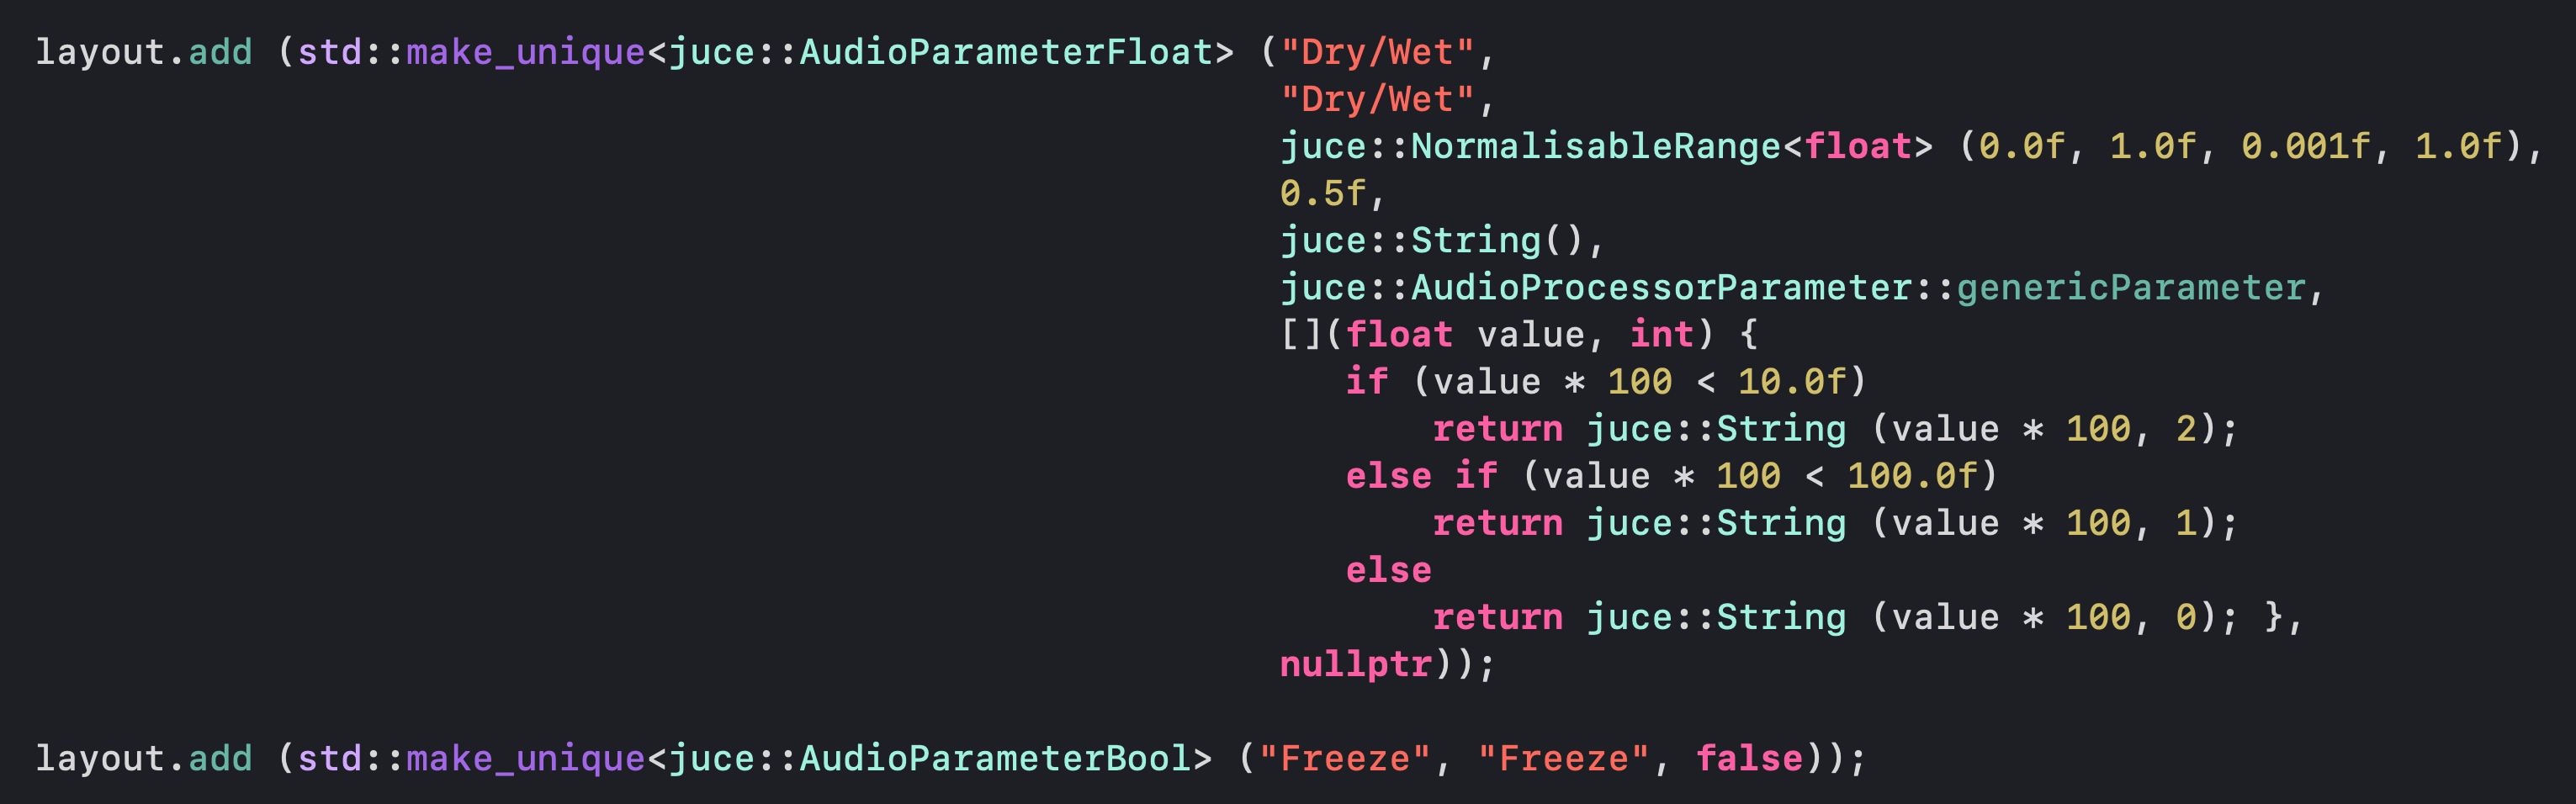 layout.add (std::make_unique<juce::AudioParameterFloat> ("Dry/Wet",
"Dry/Wet",
juce::NormalisableRange<float> (0.0f, 1.0f, 0.001f, 1.0f),
0.5f,
juce::String(),
juce::AudioProcessorParameter::genericParameter,
[](float value, int) {
if (value * 100 < 10.0f)
return juce::String (value * 100, 2);
else if (value * 100 < 100.0f)
return juce::String (value * 100, 1);
else
return juce::String (value * 100, 0); },
nullptr));
layout.add (std::make_unique<juce::AudioParameterBool> ("Freeze", "Freeze", false));